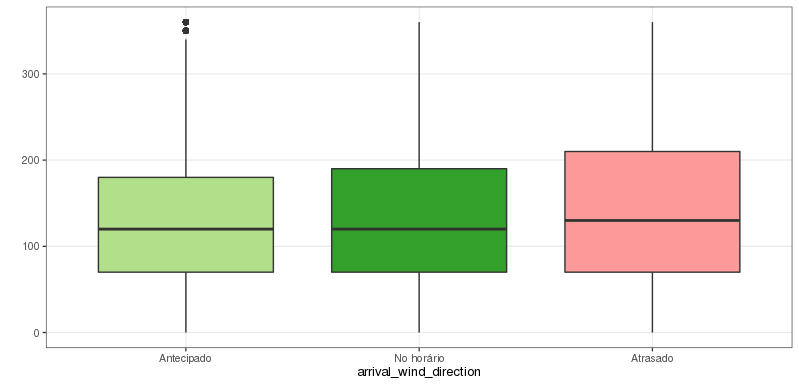 300
200
100
0
Antecipado No horário Atrasado
arrival_wind_direction